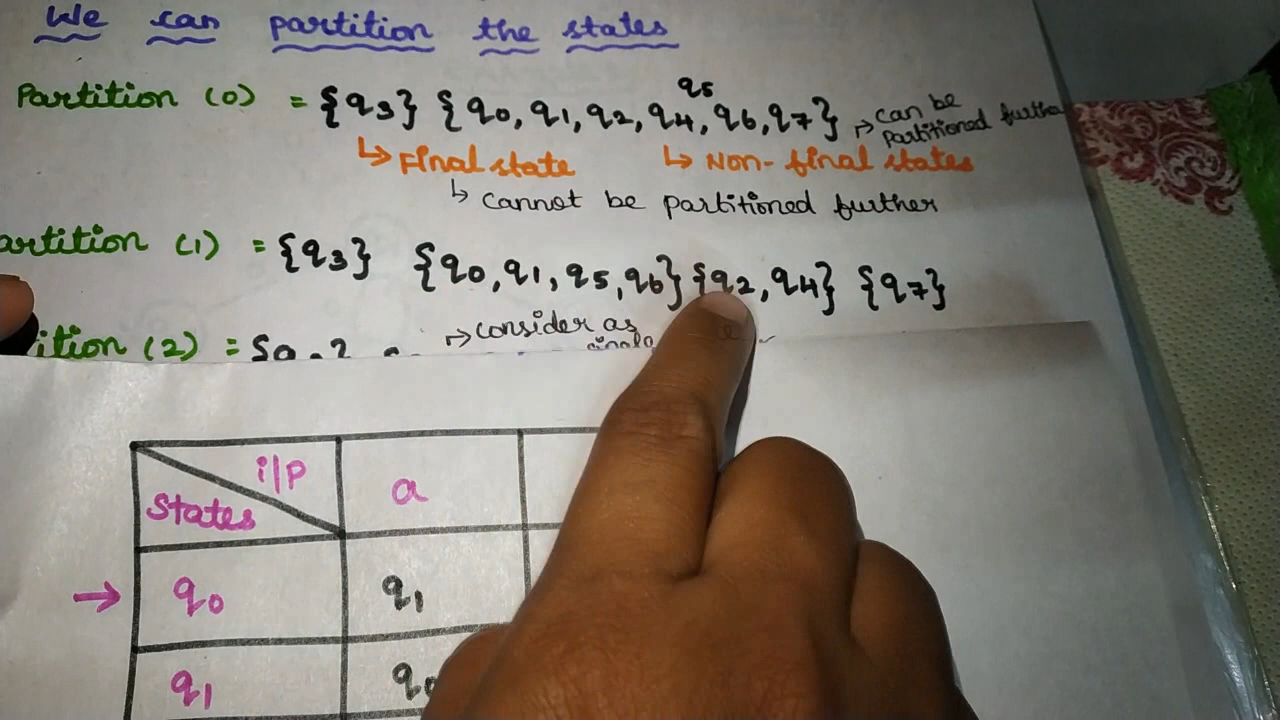 We can partition the states
Partition (0) = {q3} {q0, q1, q2, q4, q5, q6, q7} → can be partitioned
↳ Final state ↳ Non-final states
↳ cannot be partitioned further
artition (1) = {q3} {q0, q1, q5, q6} {q2, q4} {q7}
ition (2) = → consider as
i/p
States
a
→ q0 q1
q1